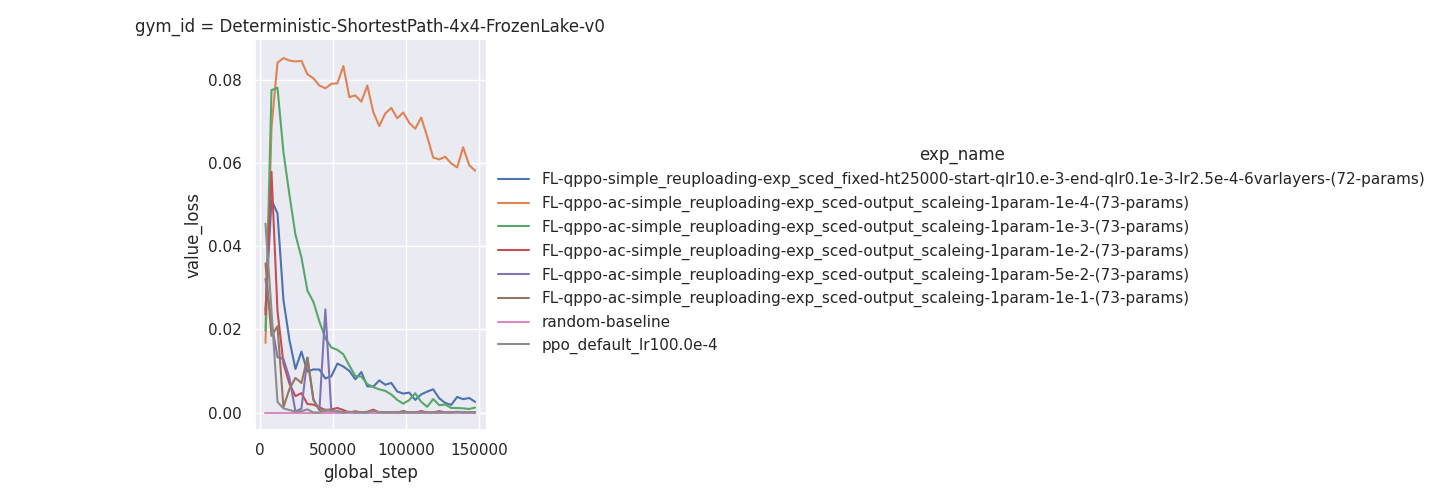 gym_id = Deterministic-ShortestPath-4x4-FrozenLake-v0
0.08
0.06
0.04
0.02
0.00
value_loss
0 50000 100000 150000
global_step
exp_name
FL-qppo-simple_reuploading-exp_sced_fixed-ht25000-start-qlr10.e-3-end-qlr0.1e-3-lr2.5e-4-6varlayers-(72-params)
FL-qppo-ac-simple_reuploading-exp_sced-output_scaleing-1param-1e-4-(73-params)
FL-qppo-ac-simple_reuploading-exp_sced-output_scaleing-1param-1e-3-(73-params)
FL-qppo-ac-simple_reuploading-exp_sced-output_scaleing-1param-1e-2-(73-params)
FL-qppo-ac-simple_reuploading-exp_sced-output_scaleing-1param-5e-2-(73-params)
FL-qppo-ac-simple_reuploading-exp_sced-output_scaleing-1param-1e-1-(73-params)
random-baseline
ppo_default_lr100.0e-4